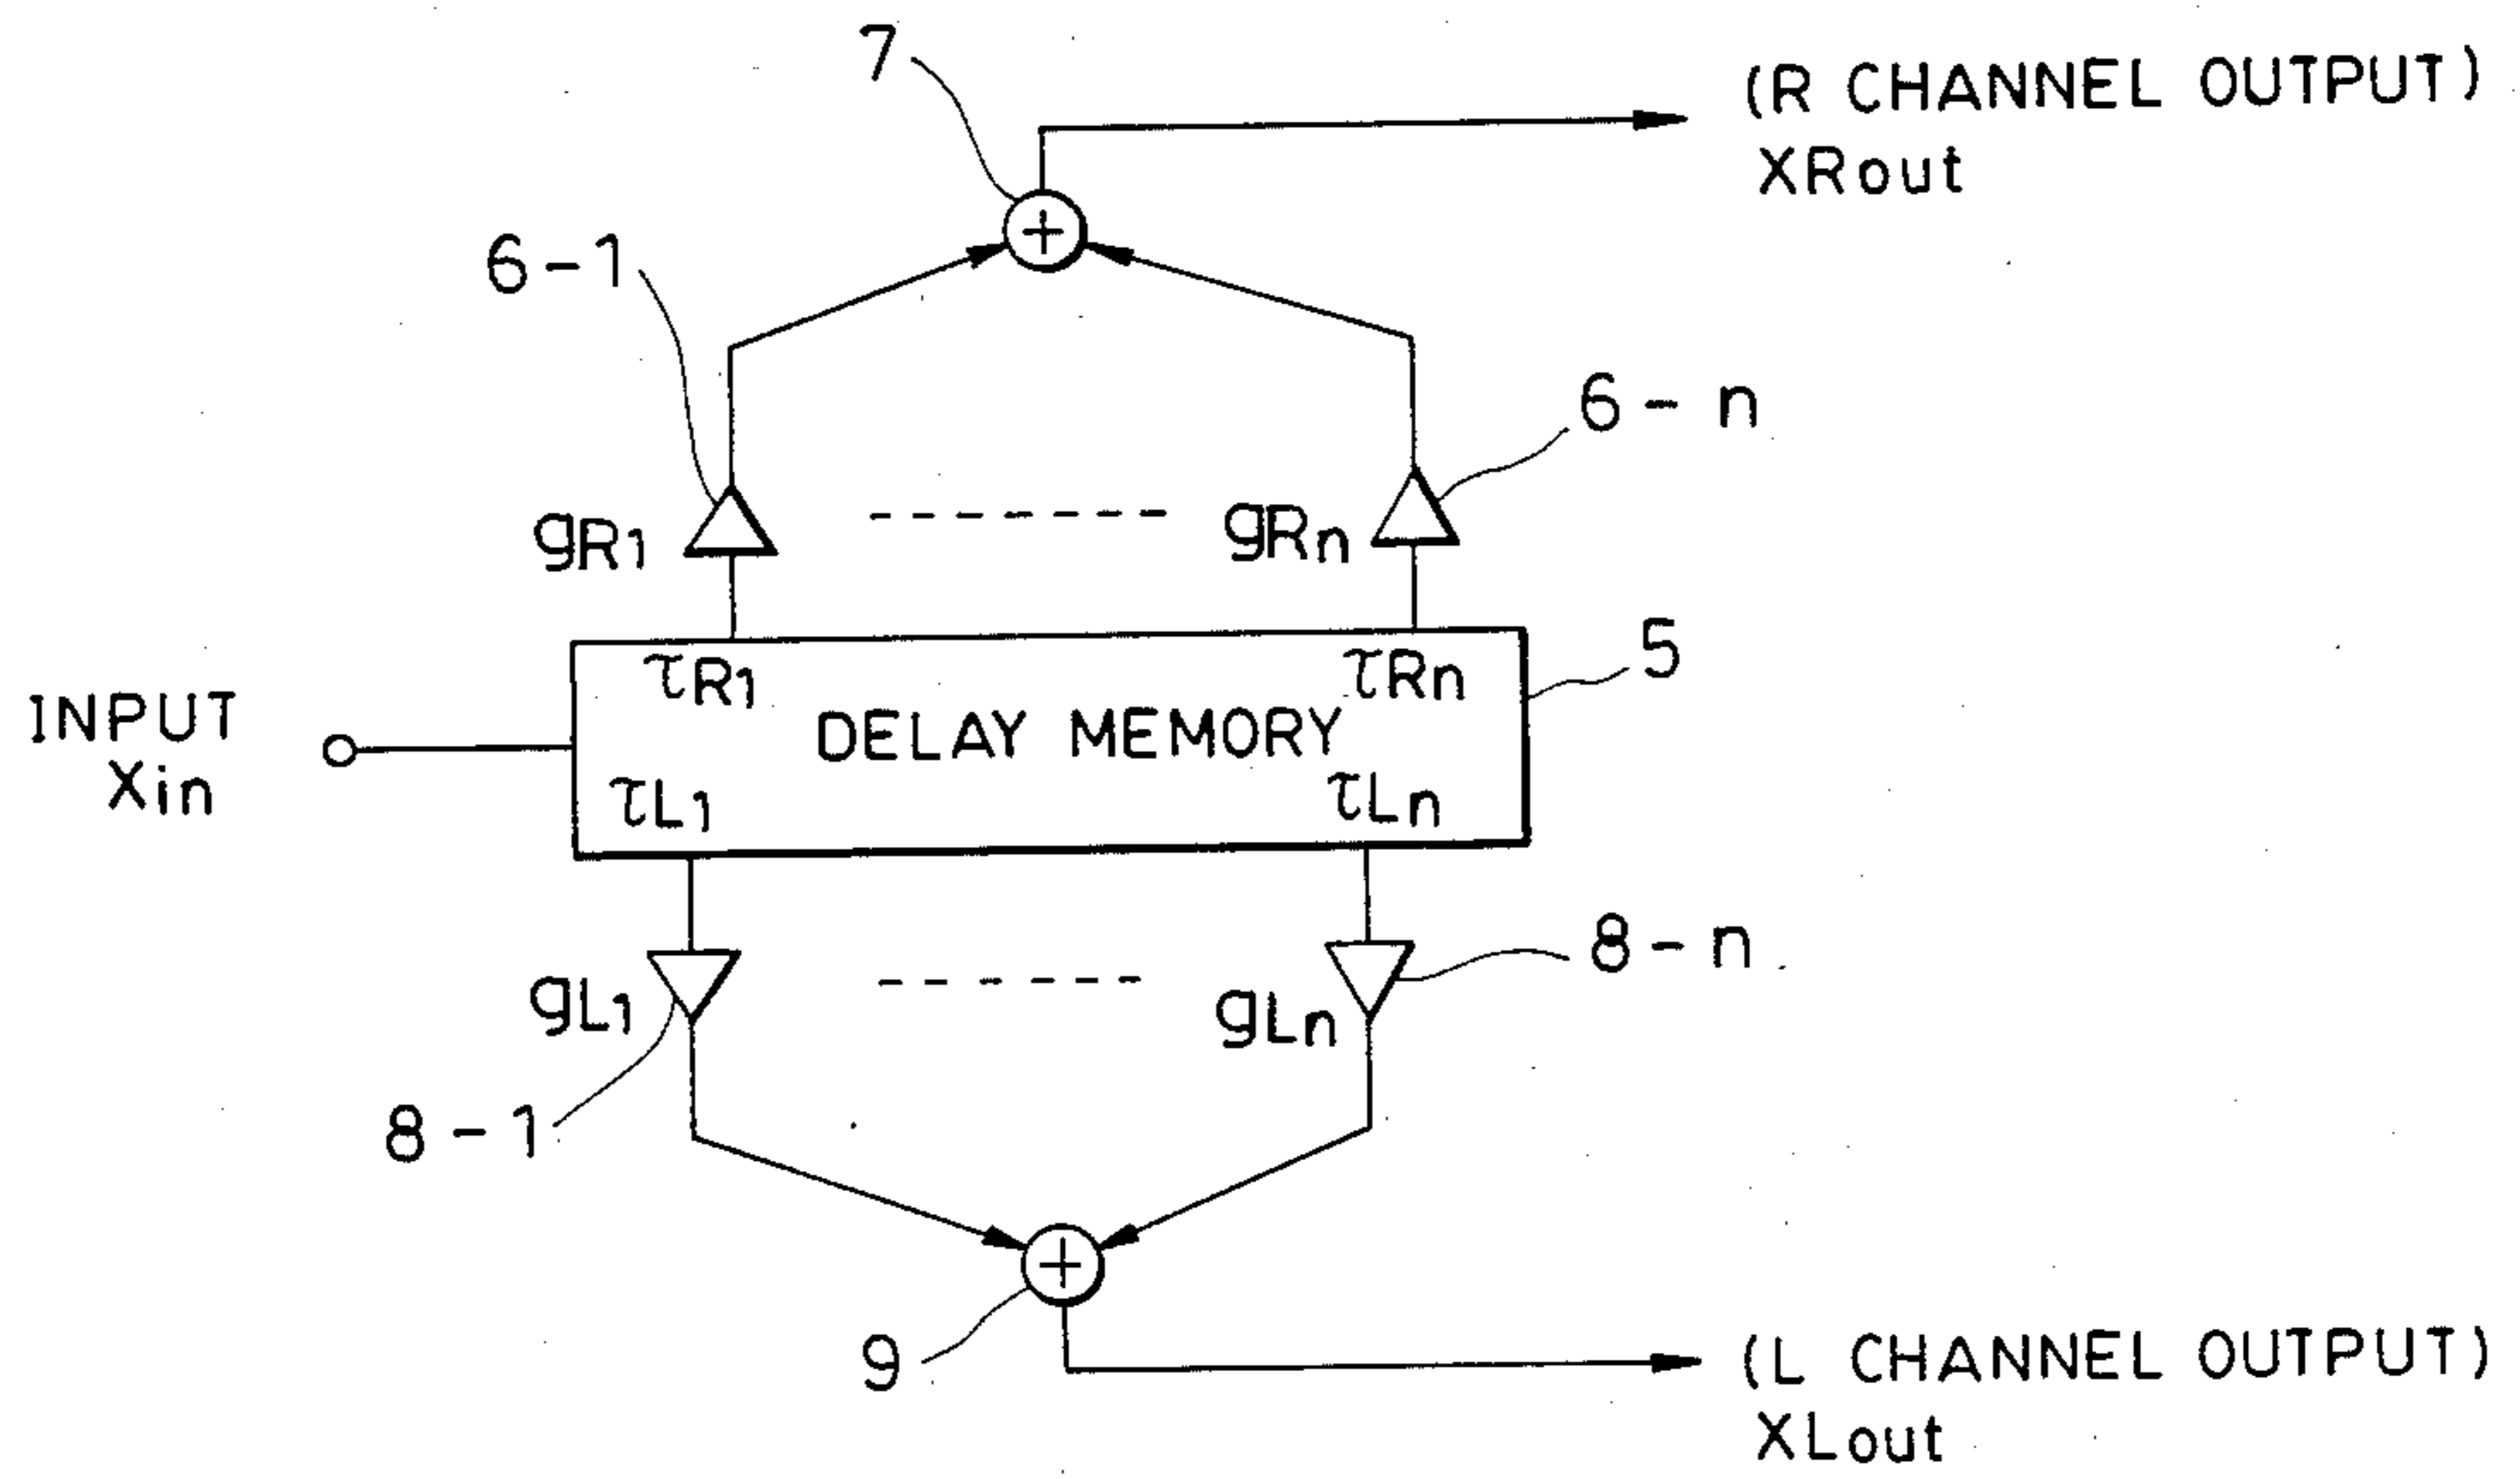 7
(R CHANNEL OUTPUT)
XRout
6-1
6-n
gR1
gRn
5
τR1
τRn
INPUT
Xin
DELAY MEMORY
τL1
τLn
8-n
gL1
gLn
8-1
9
(L CHANNEL OUTPUT)
XLout